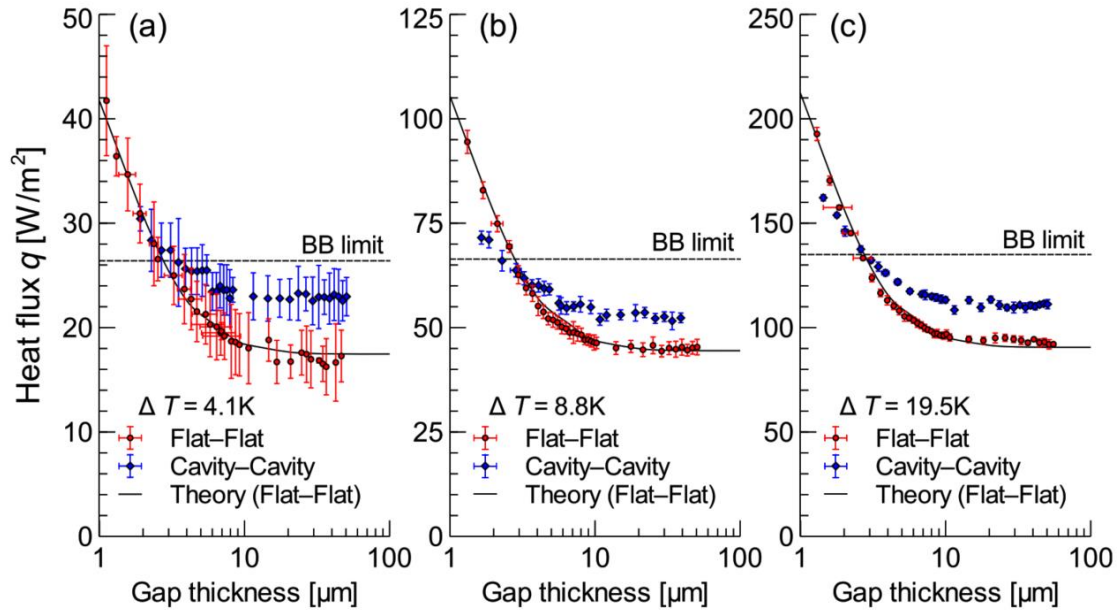 (a)
50
40
30
20
10
0
Heat flux q [W/m²]
BB limit
Δ T = 4.1K
Flat–Flat
Cavity–Cavity
Theory (Flat–Flat)
1 10 100
Gap thickness [µm]
(b)
125
100
75
50
25
0
BB limit
Δ T = 8.8K
Flat–Flat
Cavity–Cavity
Theory (Flat–Flat)
1 10 100
Gap thickness [µm]
(c)
250
200
150
100
50
0
BB limit
Δ T = 19.5K
Flat–Flat
Cavity–Cavity
Theory (Flat–Flat)
1 10 100
Gap thickness [µm]